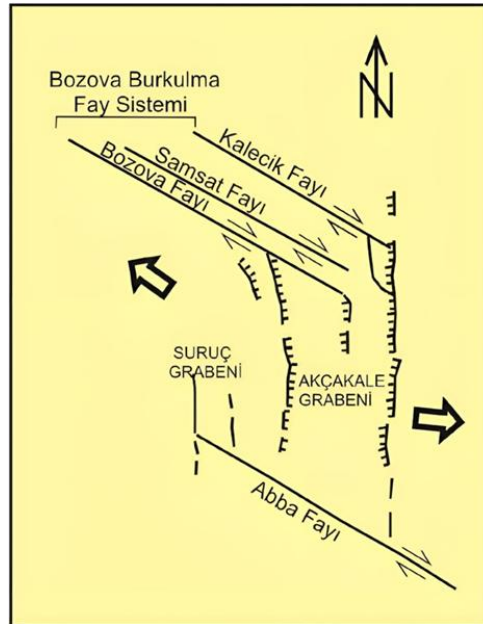 Bozova Burkulma
Fay Sistemi
N
Kalecik Fayı
Samsat Fayı
Bozova Fayı
SURUÇ
GRABENİ
AKÇAKALE
GRABENİ
Abba Fayı